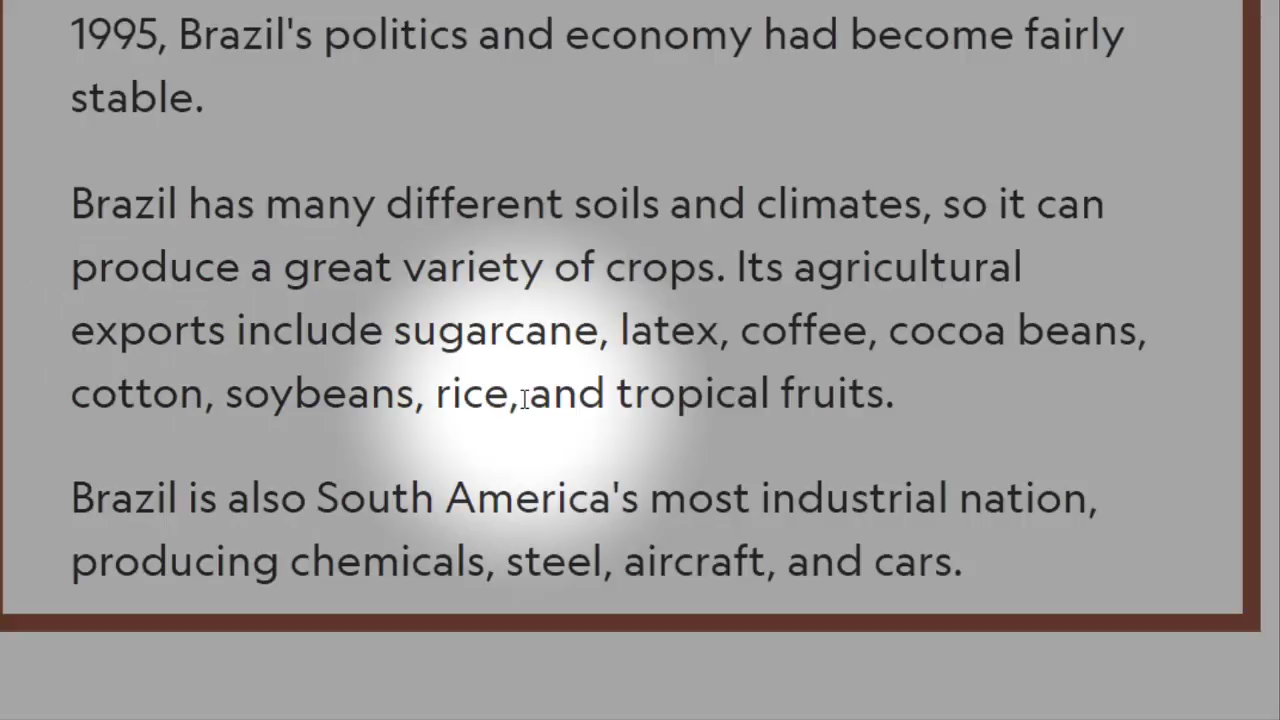 1995, Brazil's politics and economy had become fairly
stable.
Brazil has many different soils and climates, so it can
produce a great variety of crops. Its agricultural
exports include sugarcane, latex, coffee, cocoa beans,
cotton, soybeans, rice, and tropical fruits.
Brazil is also South America's most industrial nation,
producing chemicals, steel, aircraft, and cars.